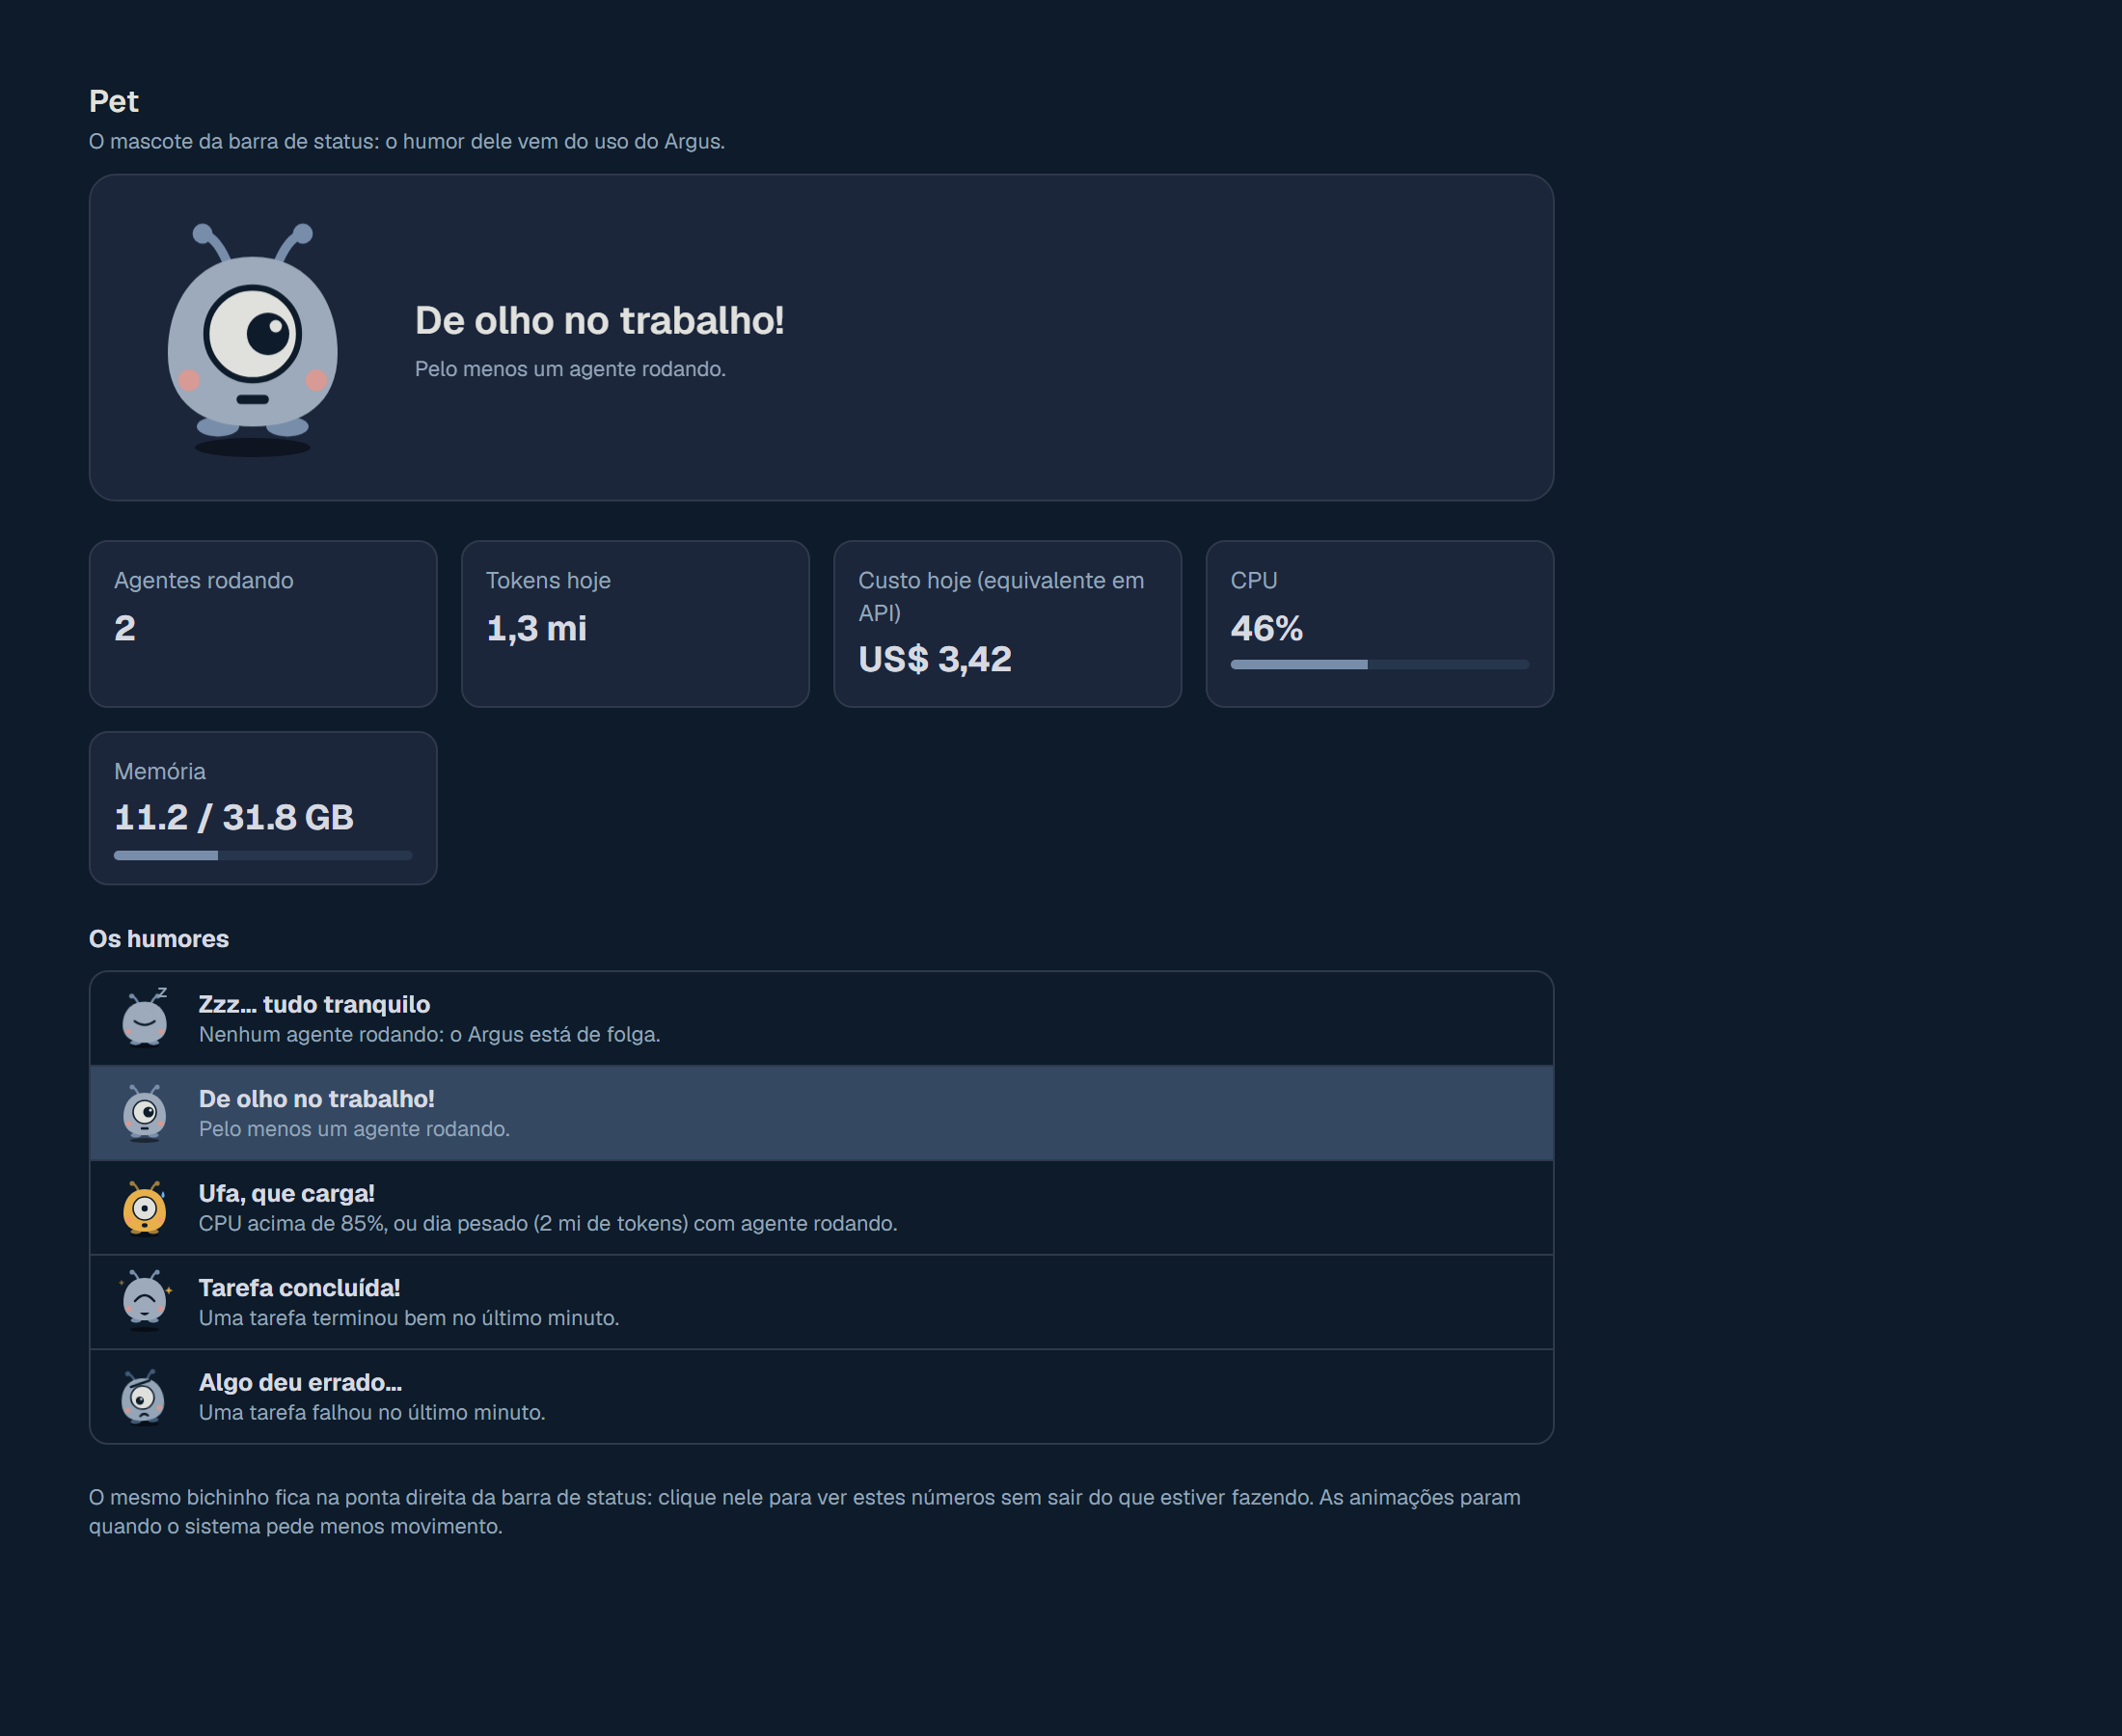 Pet
O mascote da barra de status: o humor dele vem do uso do Argus.
De olho no trabalho!
Pelo menos um agente rodando.
Agentes rodando
2
Tokens hoje
1,3 mi
Custo hoje (equivalente em
API)
US$ 3,42
CPU
46%
Memória
11.2 / 31.8 GB
Os humores
Z
Zzz... tudo tranquilo
Nenhum agente rodando: o Argus está de folga.
De olho no trabalho!
Pelo menos um agente rodando.
Ufa, que carga!
CPU acima de 85%, ou dia pesado (2 mi de tokens) com agente rodando.
Tarefa concluída!
Uma tarefa terminou bem no último minuto.
Algo deu errado...
Uma tarefa falhou no último minuto.
O mesmo bichinho fica na ponta direita da barra de status: clique nele para ver estes números sem sair do que estiver fazendo. As animações param
quando o sistema pede menos movimento.